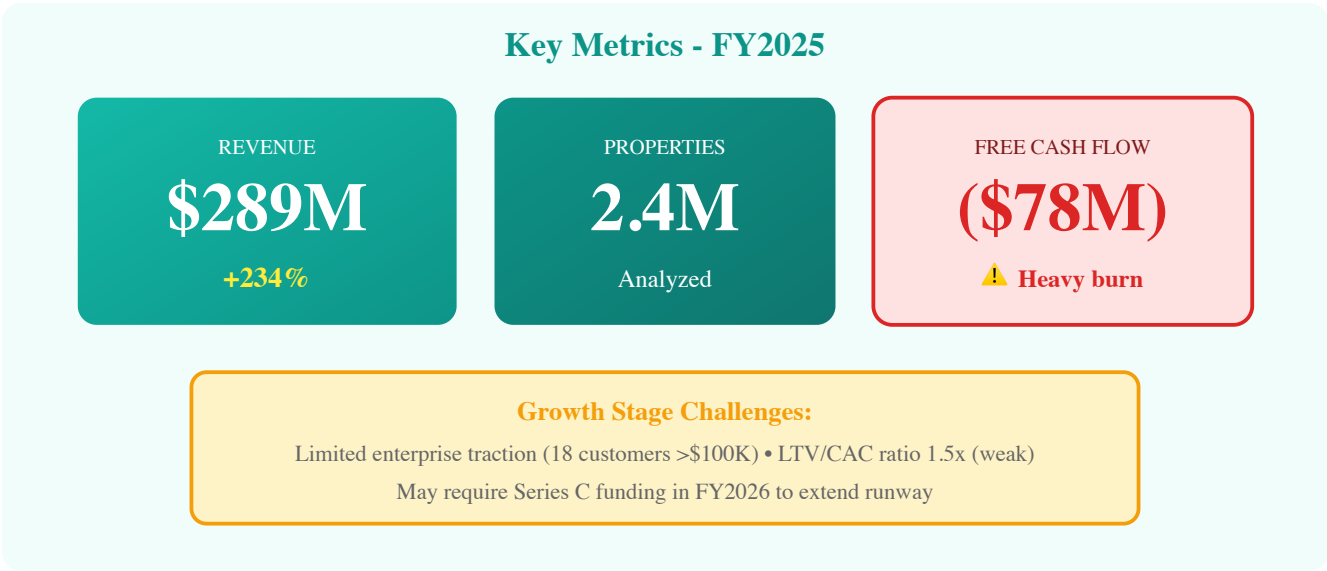 Key Metrics - FY2025
REVENUE
$289M
+234%
PROPERTIES
2.4M
Analyzed
FREE CASH FLOW
($78M)
⚠ Heavy burn
Growth Stage Challenges:
Limited enterprise traction (18 customers >$100K) • LTV/CAC ratio 1.5x (weak)
May require Series C funding in FY2026 to extend runway